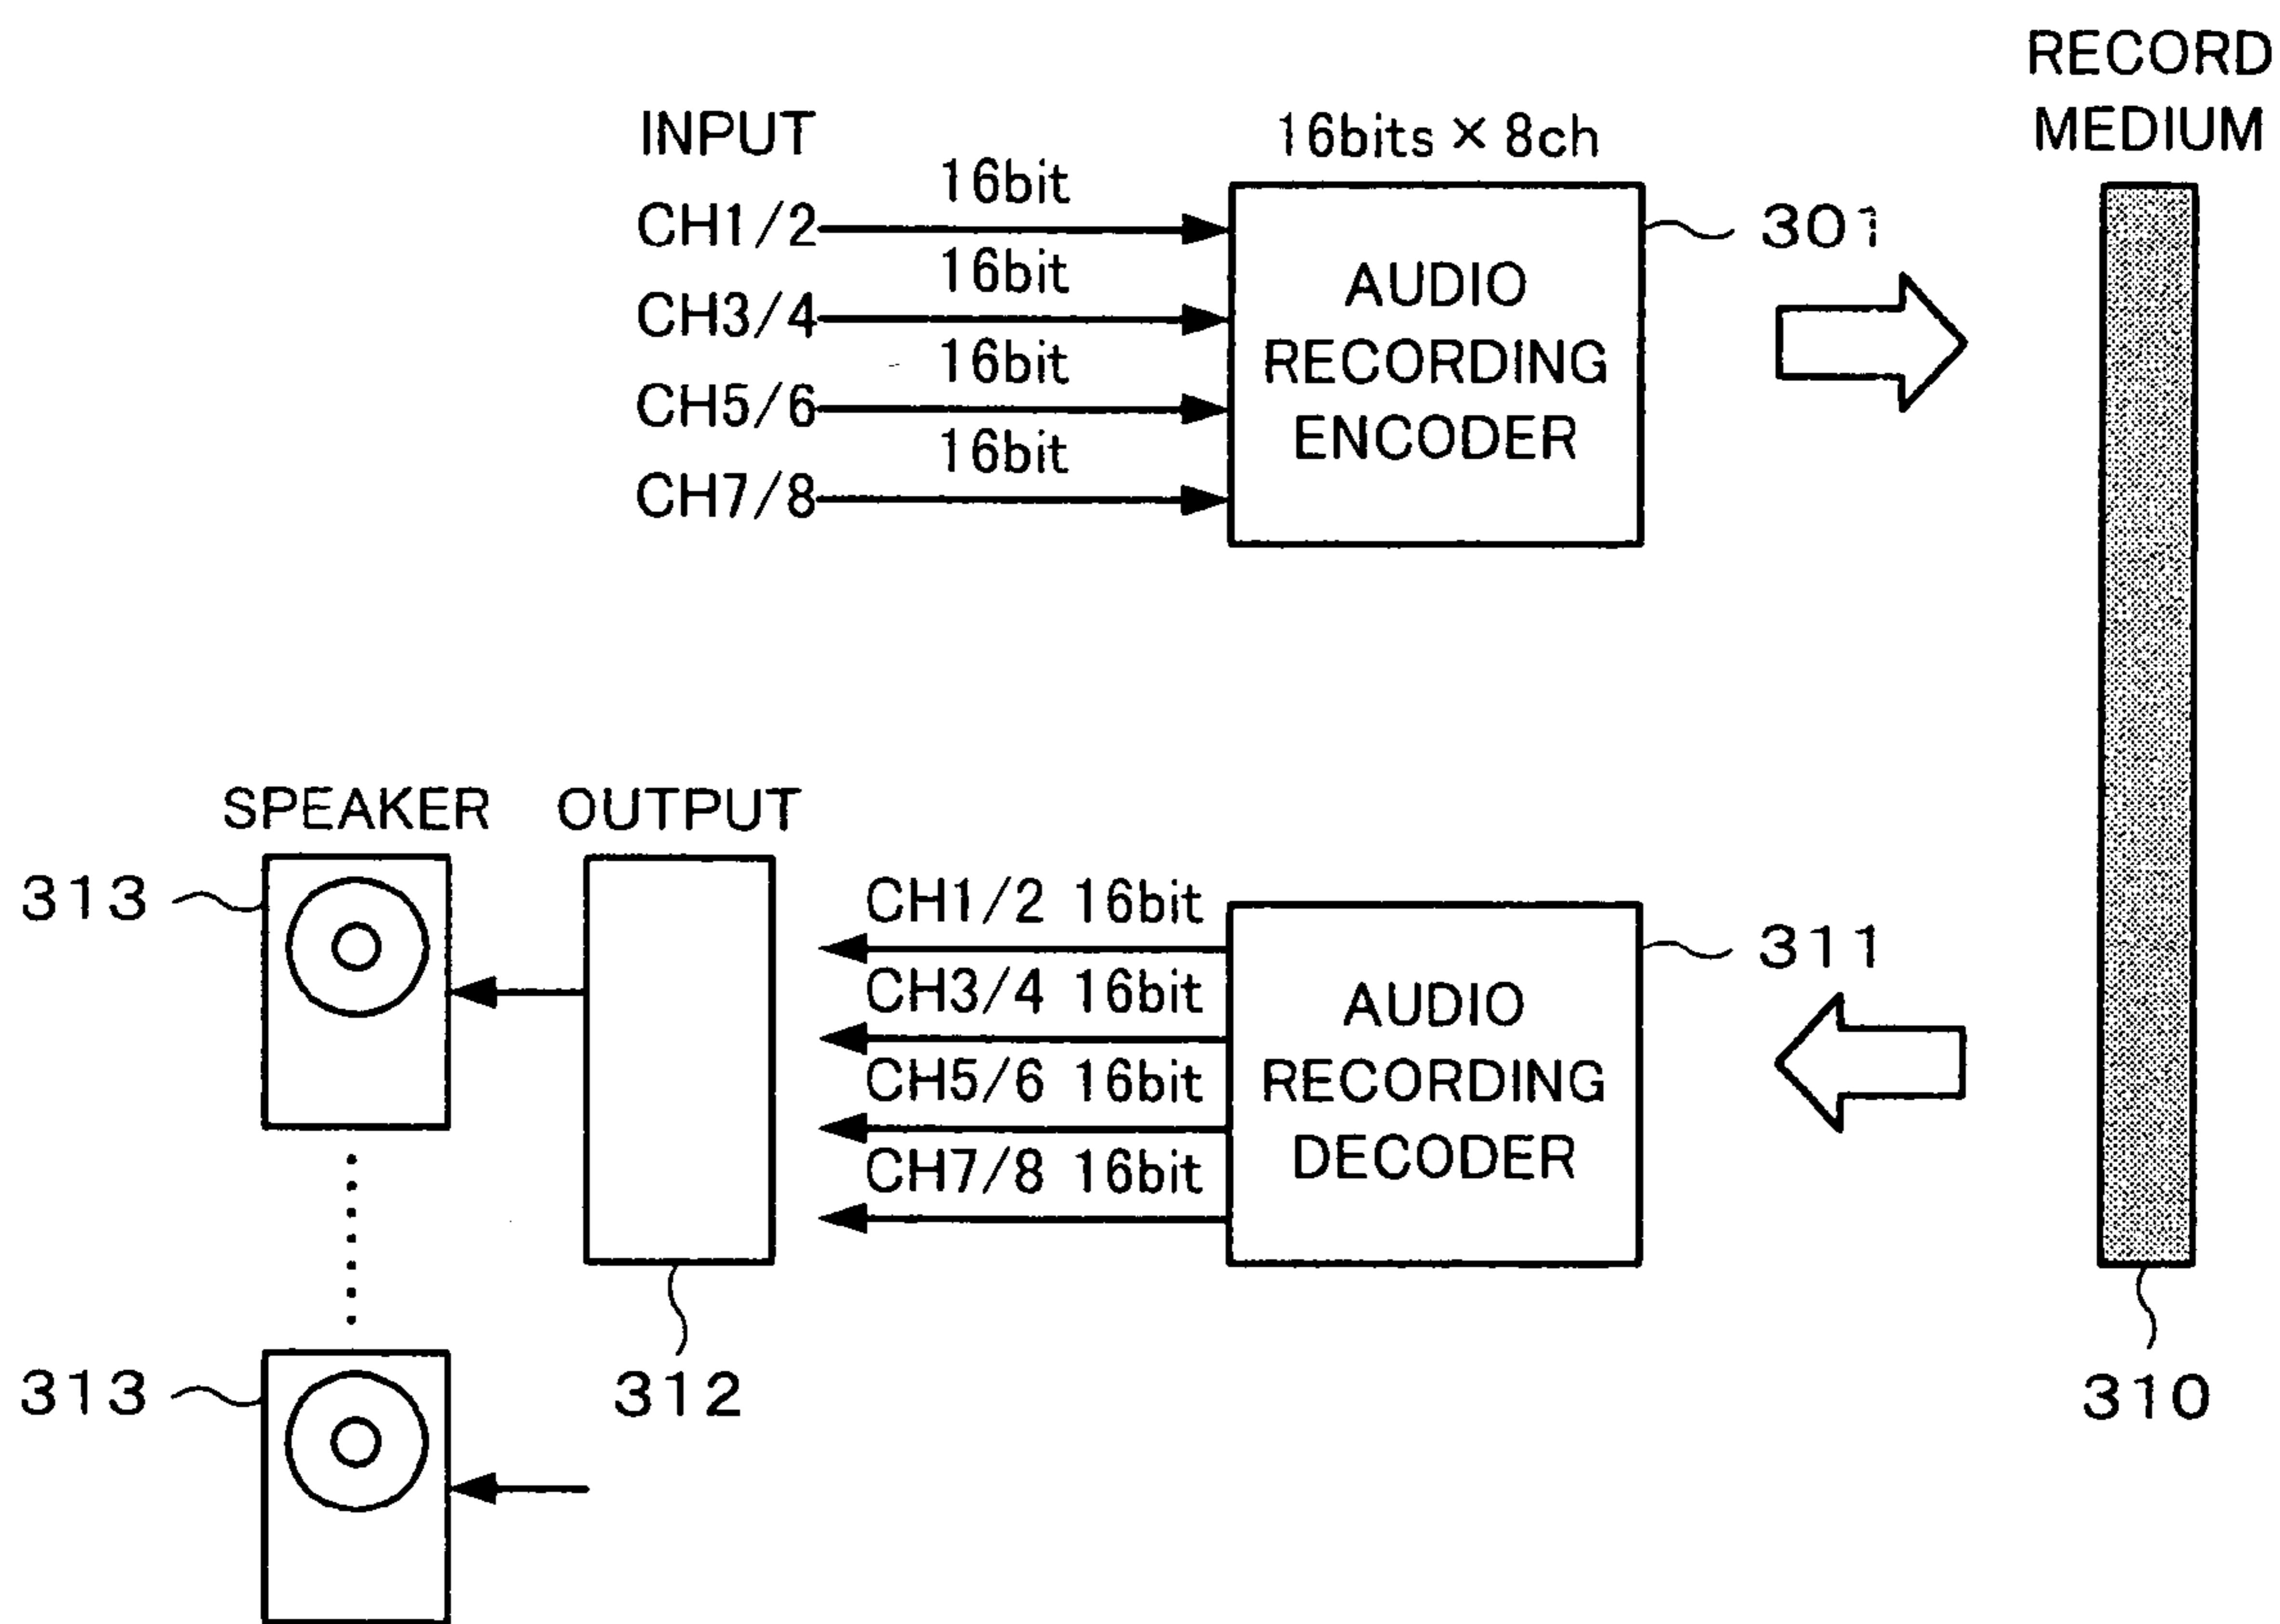 RECORD
MEDIUM
INPUT
16bits × 8ch
16bit
CH1/2
301
16bit
CH3/4
16bit
CH5/6
16bit
CH7/8
AUDIO
RECORDING
ENCODER
SPEAKER
OUTPUT
313
CH1/2 16bit
311
CH3/4 16bit
CH5/6 16bit
CH7/8 16bit
AUDIO
RECORDING
DECODER
313
312
310